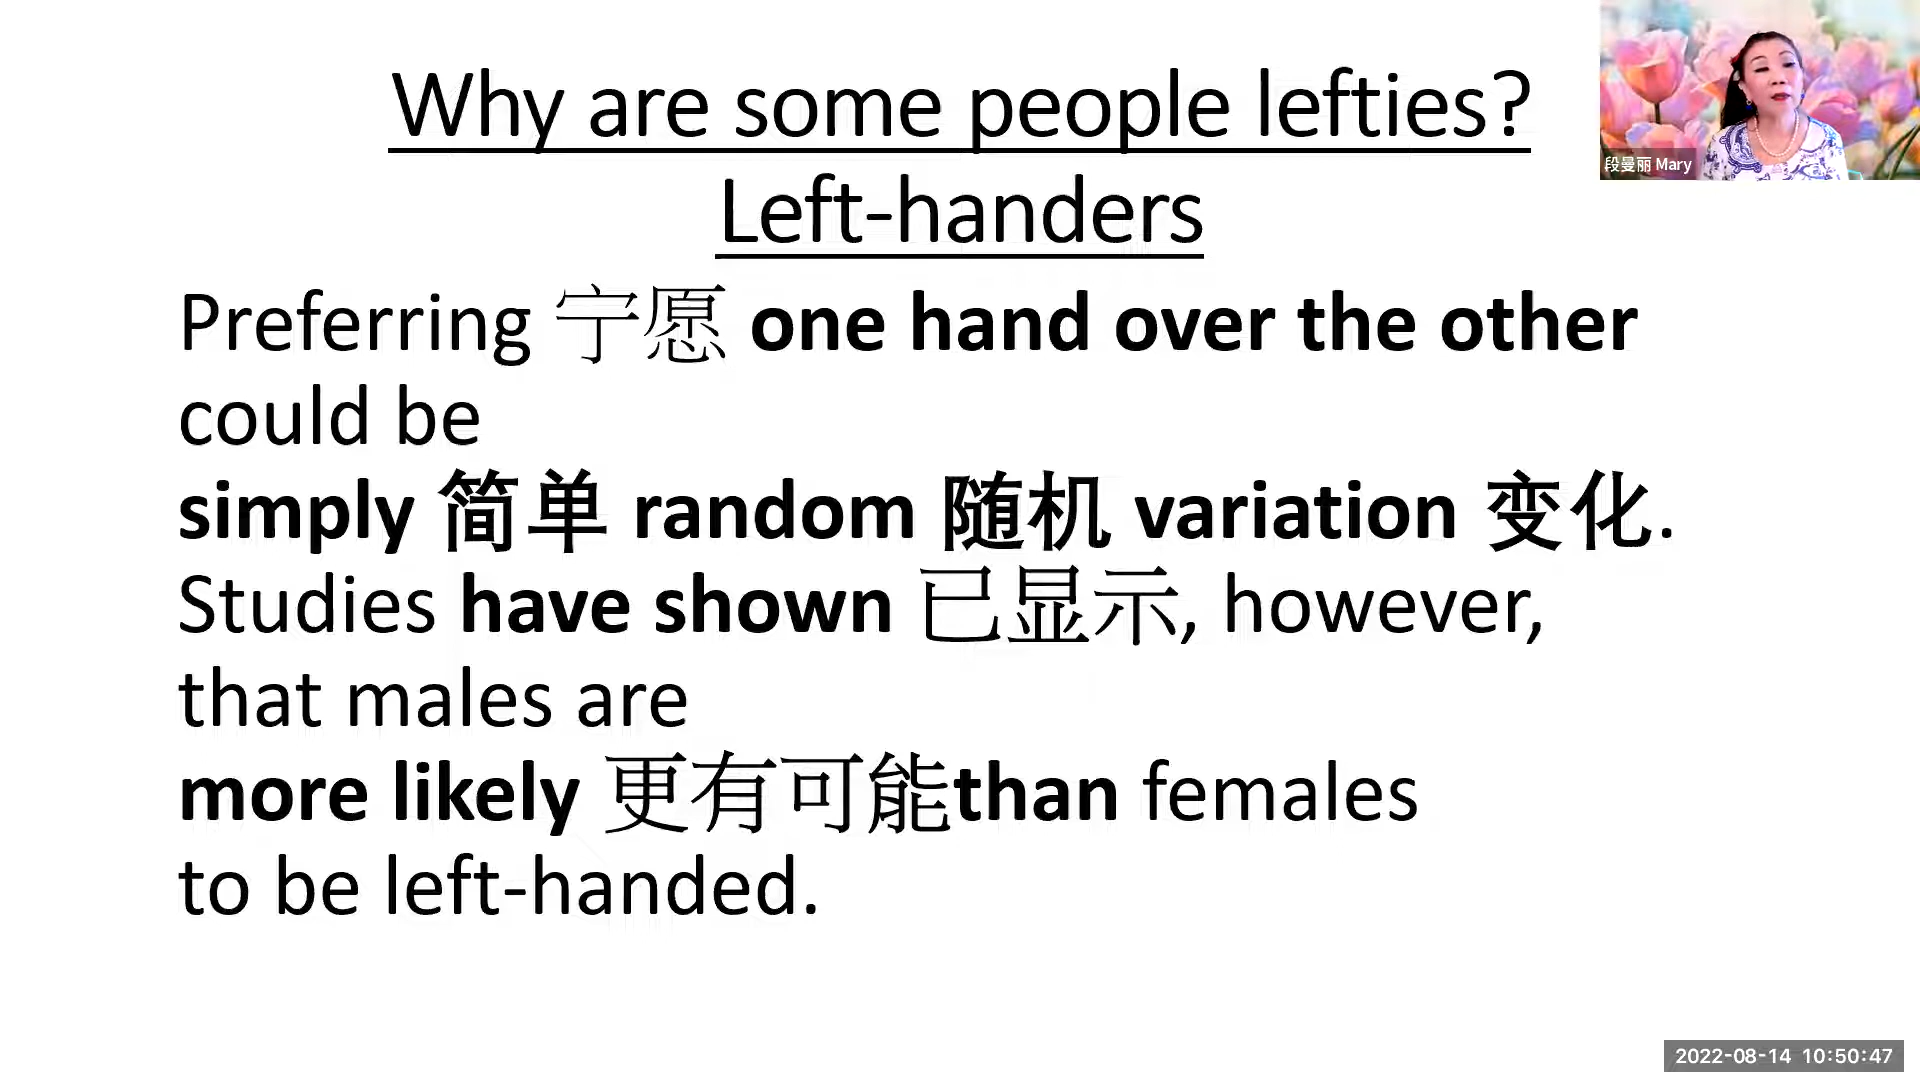 Why are some people lefties?
Left-handers
Preferring 宁愿 one hand over the other
could be
simply 简单 random 随机 variation 变化.
Studies have shown 已显示, however,
that males are
more likely 更有可能than females
to be left-handed.
段曼丽 Mary
2022-08-14 10:50:47